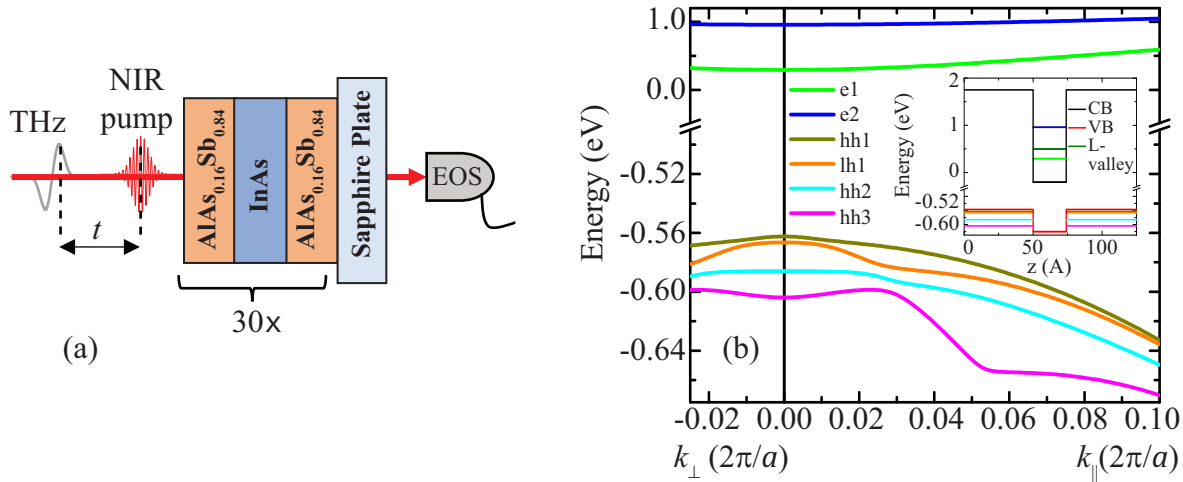 THz
NIR
pump
t
AlAs0.16Sb0.84
InAs
AlAs0.16Sb0.84
Sapphire Plate
EOS
30x
(a)
Energy (eV)
1.0
0.0
-0.52
-0.56
-0.60
-0.64
e1
e2
hh1
lh1
hh2
hh3
Energy (eV)
2
1
0
-0.52
-0.60
CB
VB
L-
valley
0 50 100
z (A)
(b)
-0.02 0.00 0.02 0.04 0.06 0.08 0.10
k⊥ (2π/a) k∥(2π/a)